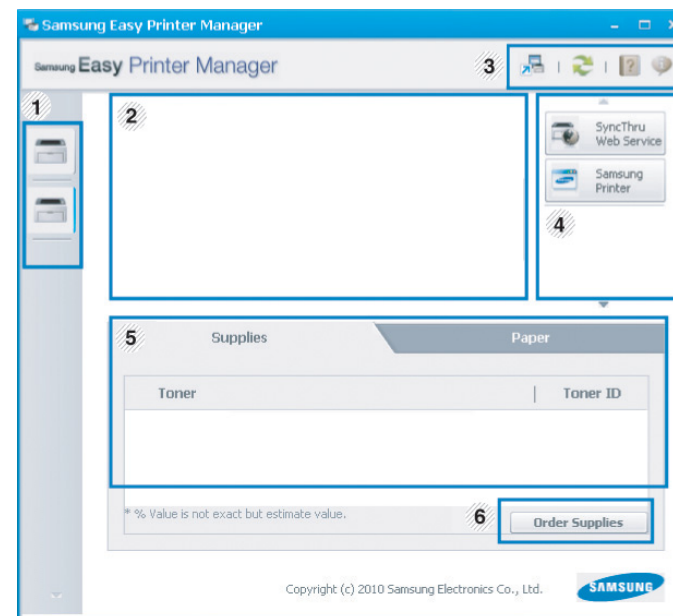 Samsung Easy Printer Manager
Samsung Easy Printer Manager
3
1
2
SyncThru
Web Service
Samsung
Printer
4
5 Supplies Paper
Toner Toner ID
* % Value is not exact but estimate value.
6 Order Supplies
Copyright (c) 2010 Samsung Electronics Co., Ltd. SAMSUNG